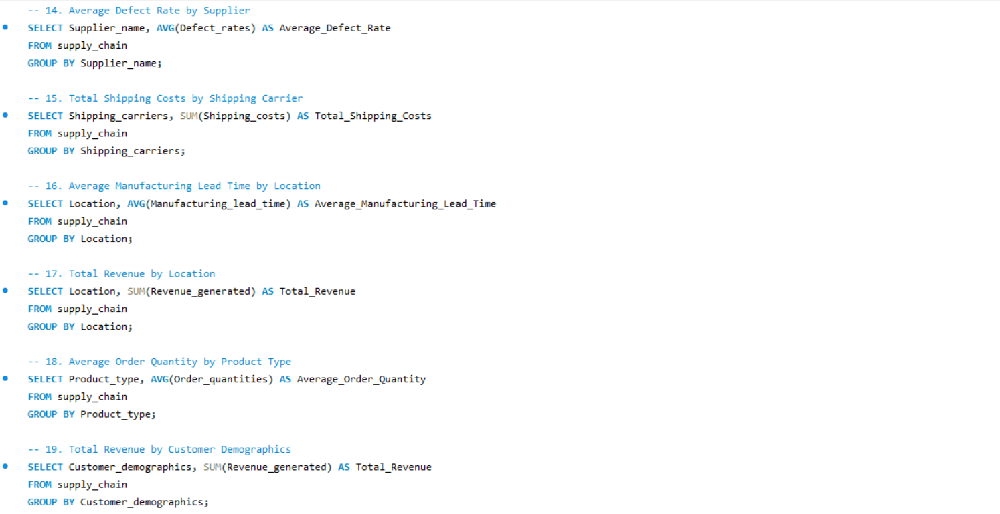 -- 14. Average Defect Rate by Supplier
SELECT Supplier_name, AVG(Defect_rates) AS Average_Defect_Rate
FROM supply_chain
GROUP BY Supplier_name;
-- 15. Total Shipping Costs by Shipping Carrier
SELECT Shipping_carriers, SUM(Shipping_costs) AS Total_Shipping_Costs
FROM supply_chain
GROUP BY Shipping_carriers;
-- 16. Average Manufacturing Lead Time by Location
SELECT Location, AVG(Manufacturing_lead_time) AS Average_Manufacturing_Lead_Time
FROM supply_chain
GROUP BY Location;
-- 17. Total Revenue by Location
SELECT Location, SUM(Revenue_generated) AS Total_Revenue
FROM supply_chain
GROUP BY Location;
-- 18. Average Order Quantity by Product Type
SELECT Product_type, AVG(Order_quantities) AS Average_Order_Quantity
FROM supply_chain
GROUP BY Product_type;
-- 19. Total Revenue by Customer Demographics
SELECT Customer_demographics, SUM(Revenue_generated) AS Total_Revenue
FROM supply_chain
GROUP BY Customer_demographics;